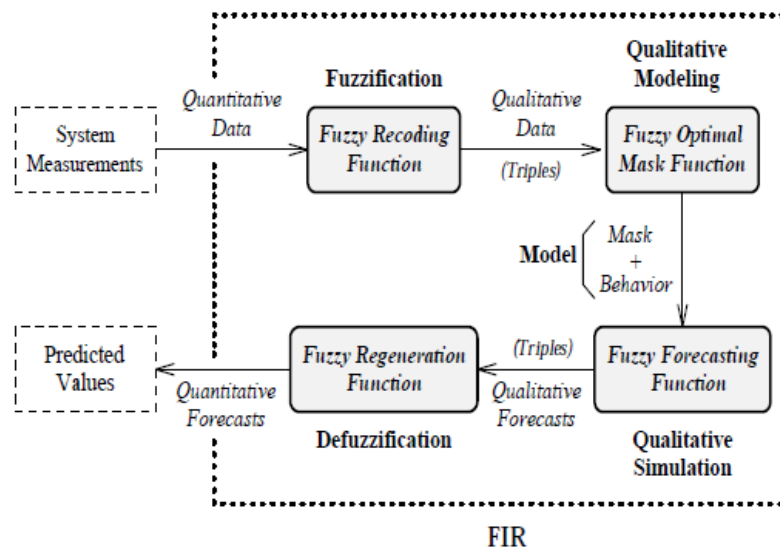 Qualitative
Modeling
Fuzzification
Quantitative
Data
Qualitative
Data
System
Measurements
Fuzzy Recoding
Function
(Triples)
Fuzzy Optimal
Mask Function
Model
Mask
+
Behavior
Predicted
Values
Quantitative
Forecasts
Fuzzy Regeneration
Function
(Triples)
Qualitative
Forecasts
Fuzzy Forecasting
Function
Defuzzification
Qualitative
Simulation
FIR